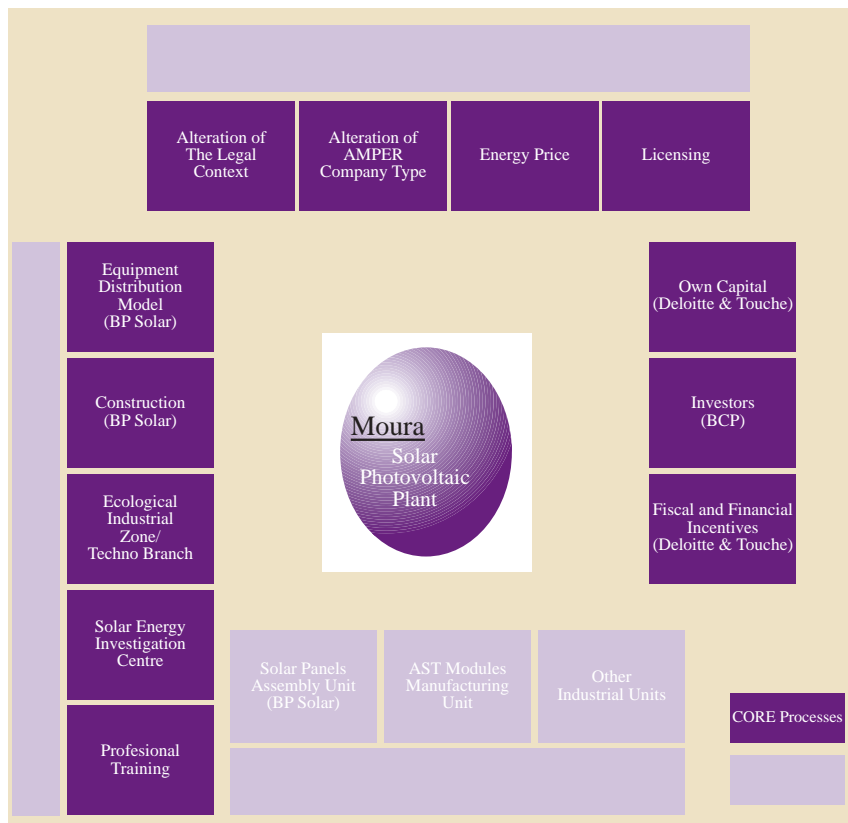 Alteration of
The Legal
Context
Alteration of
AMPER
Company Type
Energy Price
Licensing
Equipment
Distribution
Model
(BP Solar)
Construction
(BP Solar)
Ecological
Industrial
Zone/
Techno Branch
Solar Energy
Investigation
Centre
Profesional
Training
Moura
Solar
Photovoltaic
Plant
Own Capital
(Deloitte & Touche)
Investors
(BCP)
Fiscal and Financial
Incentives
(Deloitte & Touche)
Solar Panels
Assembly Unit
(BP Solar)
AST Modules
Manufacturing
Unit
Other
Industrial Units
CORE Processes